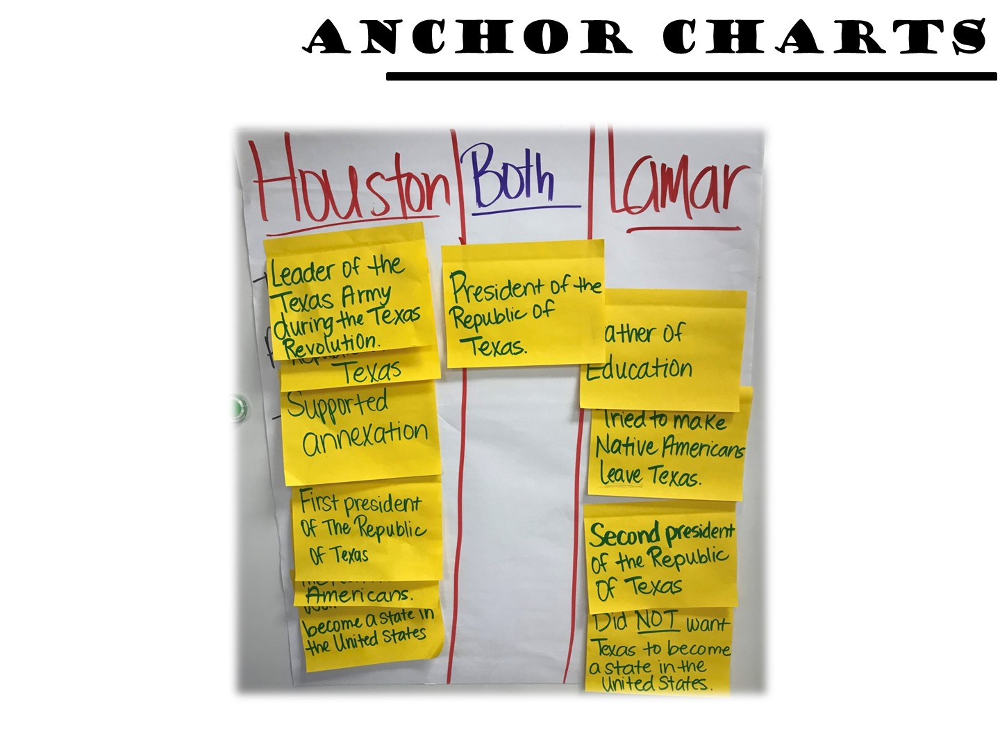 ANCHOR CHARTS
Houston
Leader of the
Texas Army
during the Texas
Revolution.
Texas
Supported
annexation
First president
of The Republic
of Texas
Americans.
become a state in
the United States
Both
President of the
Republic of
Texas.
Lamar
ather of
Education
Tried to make
Native Americans
leave Texas.
Second president
of the Republic
of Texas
Did NOT want
Texas to become
a state in the
United States.